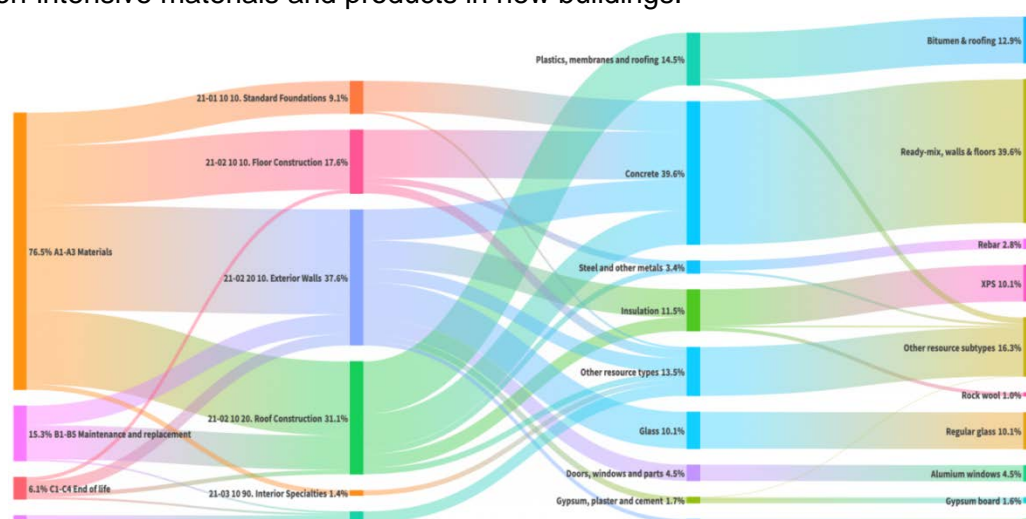 on-intensive materials and products in new buildings.
Bitumen & roofing 12.9%
Plastics, membranes and roofing 14.5%
21-01 10 10. Standard Foundations 9.1%
Ready-mix, walls & floors 39.6%
21-02 10 10. Floor Construction 17.6%
Concrete 39.6%
Rebar 2.8%
76.5% A1-A3 Materials
Steel and other metals 3.4%
21-02 20 10. Exterior Walls 37.6%
XPS 10.1%
Insulation 11.5%
Other resource subtypes 16.3%
Other resource types 13.5%
Rock wool 1.0%
21-02 10 20. Roof Construction 31.1%
Glass 10.1%
Regular glass 10.1%
15.3% B1-B5 Maintenance and replacement
Doors, windows and parts 4.5%
Alumium windows 4.5%
6.1% C1-C4 End of life
21-03 10 90. Interior Specialties 1.4%
Gypsum, plaster and cement 1.7%
Gypsum board 1.6%